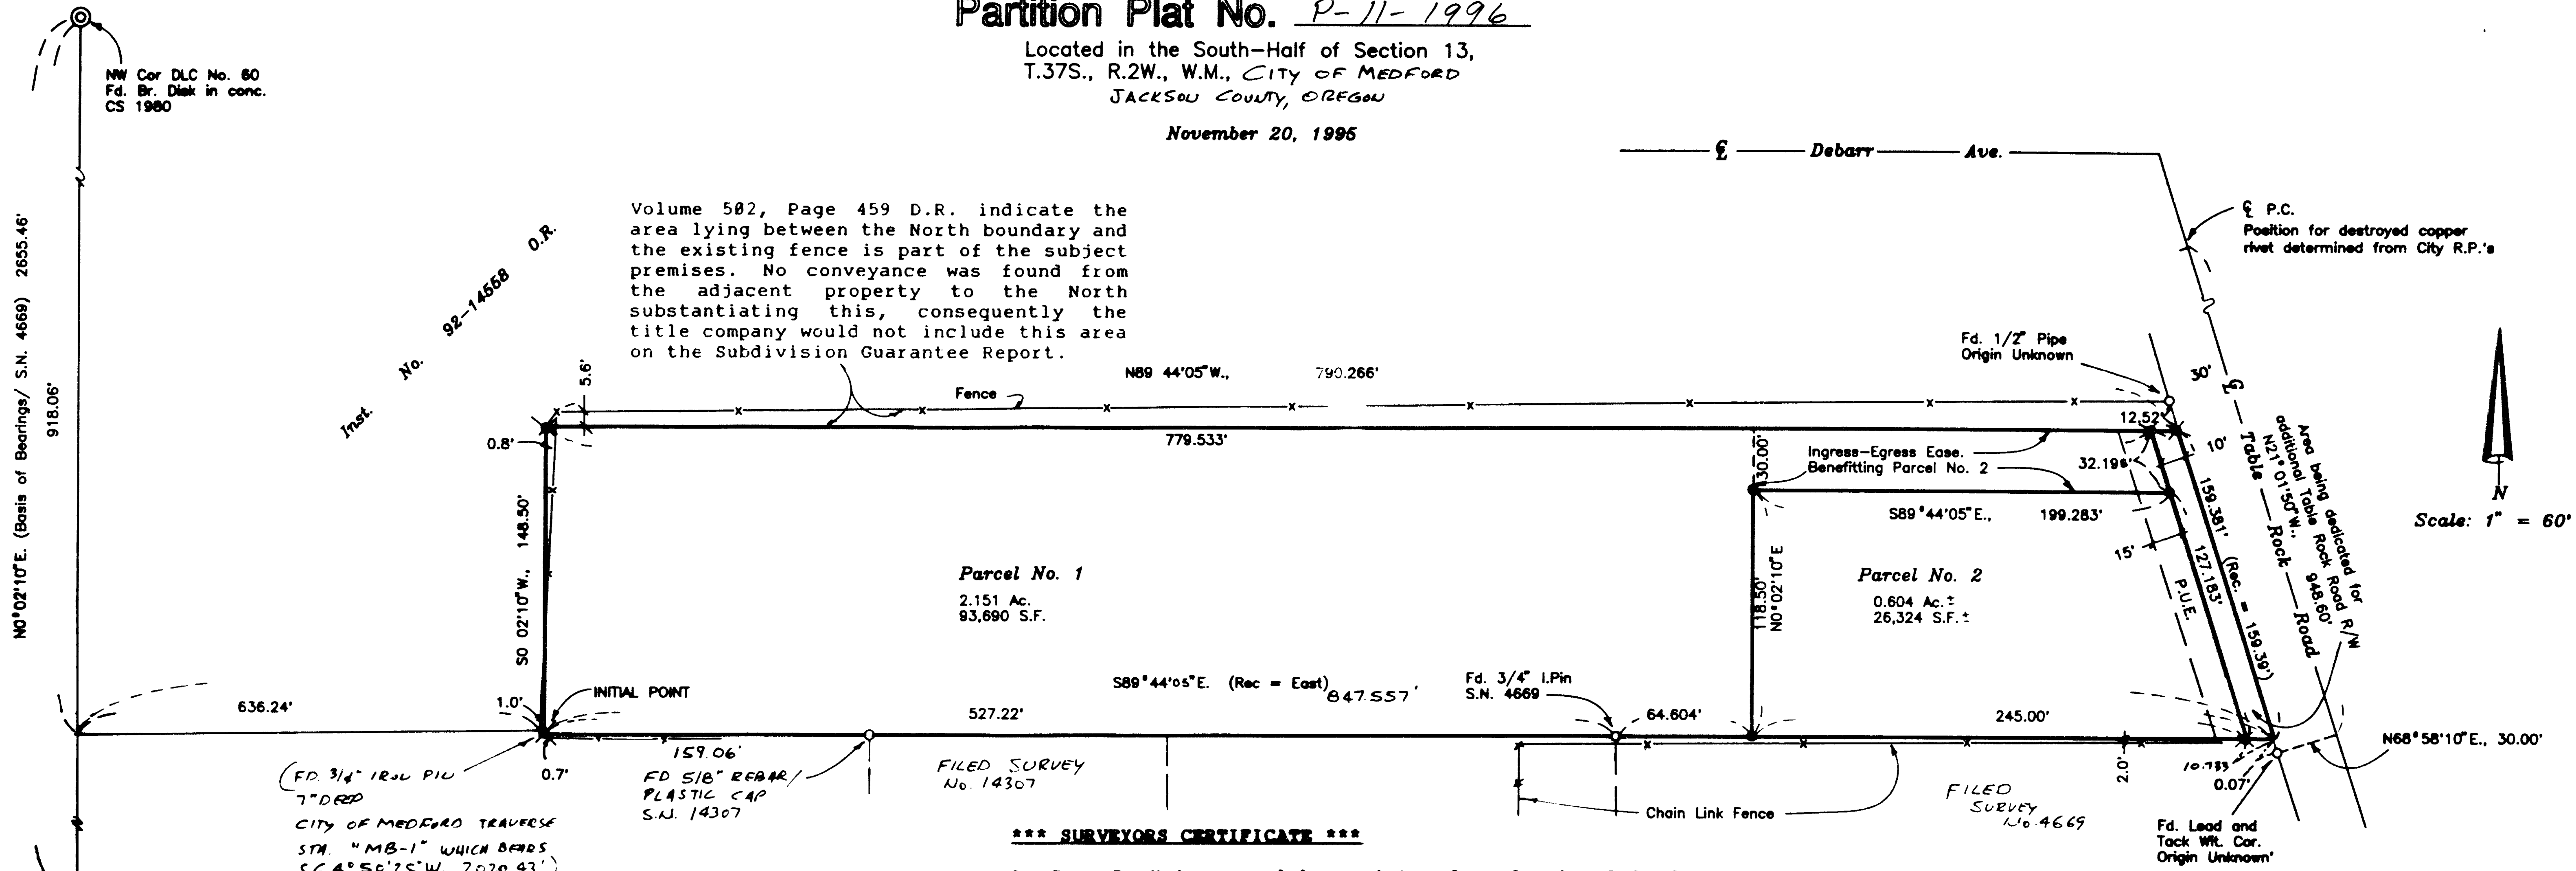 Partition Plat No. P-11-1996
Located in the South-Half of Section 13,
T.37S., R.2W., W.M., CITY OF MEDFORD
JACKSON COUNTY, OREGON
November 20, 1995
NW Cor DLC No. 60
Fd. Br. Disk in conc.
CS 1980
N0°02'10"E. (Basis of Bearings/ S.N. 4669) 2655.46'
918.06'
Inst. No. 92-14558 O.R.
Volume 502, Page 459 D.R. indicate the
area lying between the North boundary and
the existing fence is part of the subject
premises. No conveyance was found from
the adjacent property to the North
substantiating this, consequently the
title company would not include this area
on the Subdivision Guarantee Report.
℄ Debarr Ave.
℄ P.C.
Position for destroyed copper
rivet determined from City R.P.'s
Fd. 1/2" Pipe
Origin Unknown
30'
℄ Table Rock Road
Area being dedicated for
additional Table Rock Road R/W
N21°01'50"W., 948.60'
N
Scale: 1" = 60'
5.6'
N89 44'05"W., 790.266'
Fence
0.8'
779.533'
12.52'
10'
30.00'
Ingress-Egress Ease.
Benefitting Parcel No. 2
32.198'
159.381' (Rec. = 159.39')
S89°44'05"E., 199.283'
15'
127.183'
P.U.E.
S0 02'10"W., 148.50'
Parcel No. 1
2.151 Ac.
93,690 S.F.
118.50'
N0°02'10"E
Parcel No. 2
0.604 Ac.±
26,324 S.F.±
636.24'
1.0'
INITIAL POINT
S89°44'05"E. (Rec = East) 847.557'
527.22'
Fd. 3/4" I.Pin
S.N. 4669
64.604'
245.00'
N68°58'10"E., 30.00'
0.7'
159.06'
FD 5/8" REBAR/
PLASTIC CAP
S.N. 14307
FILED SURVEY
No. 14307
Chain Link Fence
2.0'
10.733
0.07'
FILED
SURVEY
No. 4669
Fd. Lead and
Tack Wit. Cor.
Origin Unknown'
(FD. 3/4" IRON PIN
7" DEEP
CITY OF MEDFORD TRAVERSE
STA. "MB-1" WHICH BEARS
*** SURVEYORS CERTIFICATE ***